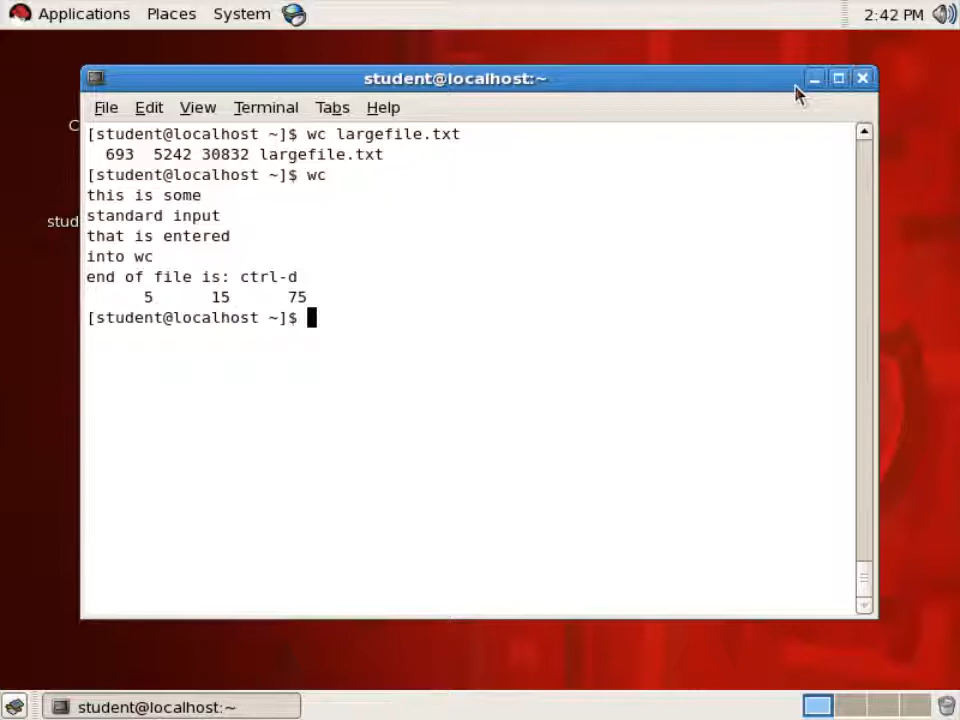 Applications Places System 2:42 PM
student@localhost:~
File Edit View Terminal Tabs Help
[student@localhost ~]$ wc largefile.txt
  693  5242 30832 largefile.txt
[student@localhost ~]$ wc
this is some
standard input
that is entered
into wc
end of file is: ctrl-d
      5      15      75
[student@localhost ~]$
C
stud
student@localhost:~